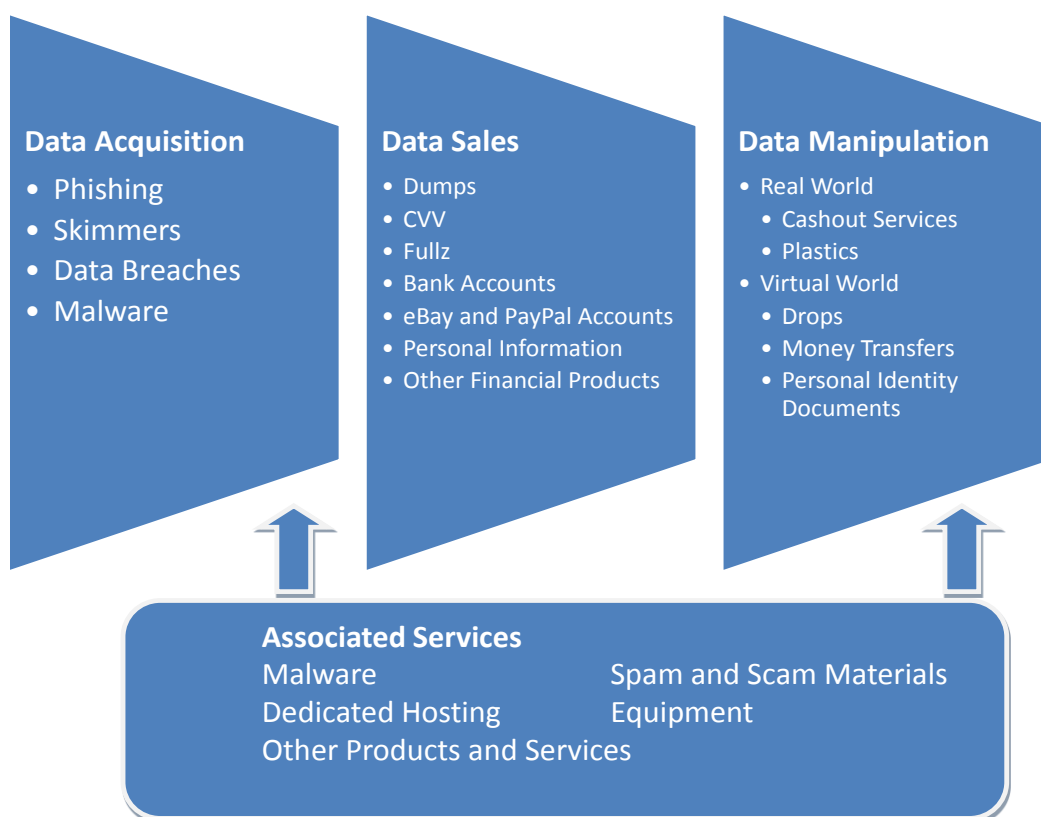 Data Acquisition
• Phishing
• Skimmers
• Data Breaches
• Malware
Data Sales
• Dumps
• CVV
• Fullz
• Bank Accounts
• eBay and PayPal Accounts
• Personal Information
• Other Financial Products
Data Manipulation
• Real World
• Cashout Services
• Plastics
• Virtual World
• Drops
• Money Transfers
• Personal Identity
Documents
Associated Services
Malware Spam and Scam Materials
Dedicated Hosting Equipment
Other Products and Services